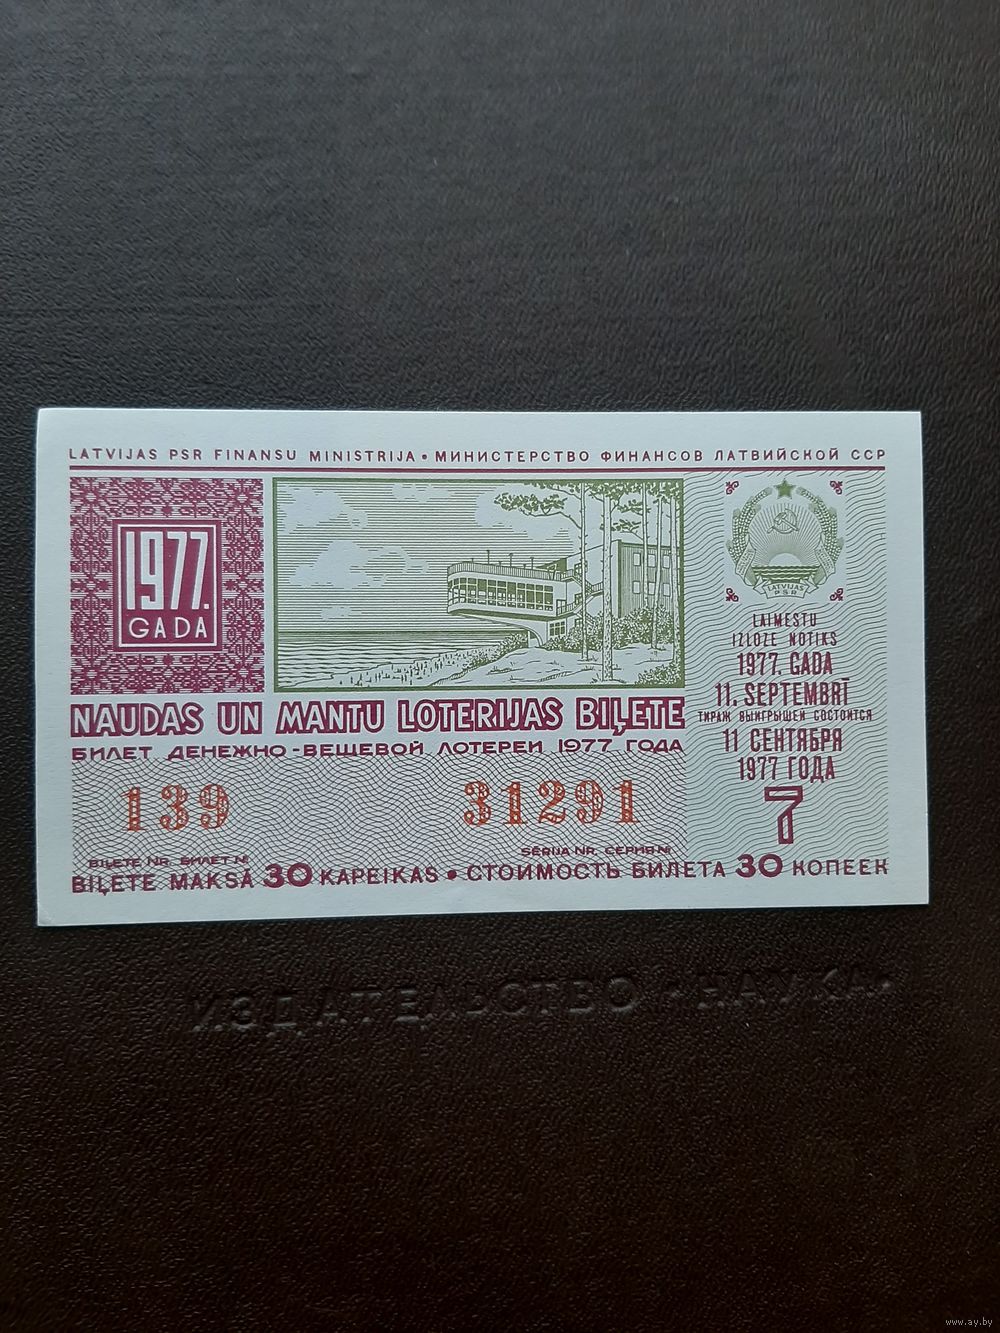 LATVIJAS PSR FINANSU MINISTRIJA • МИНИСТЕРСТВО ФИНАНСОВ ЛАТВИЙСКОЙ ССР
1977.
GADA
LATVIJAS
PSR
LAIMESTU
IZLOZE NOTIKS
1977. GADA
11. SEPTEMBRĪ
ТИРАЖ ВЫИГРЫШЕЙ СОСТОИТСЯ
11 СЕНТЯБРЯ
1977 ГОДА
7
NAUDAS UN MANTU LOTERIJAS BIĻETE
БИЛЕТ ДЕНЕЖНО-ВЕЩЕВОЙ ЛОТЕРЕИ 1977 ГОДА
139 31291
BIĻETE NR. БИЛЕТ № SĒRIJA NR. СЕРИЯ №
BIĻETE MAKSĀ 30 KAPEIKAS • СТОИМОСТЬ БИЛЕТА 30 КОПЕЕК
ИЗДАТЕЛЬСТВО «НАУКА»
www.ay.by